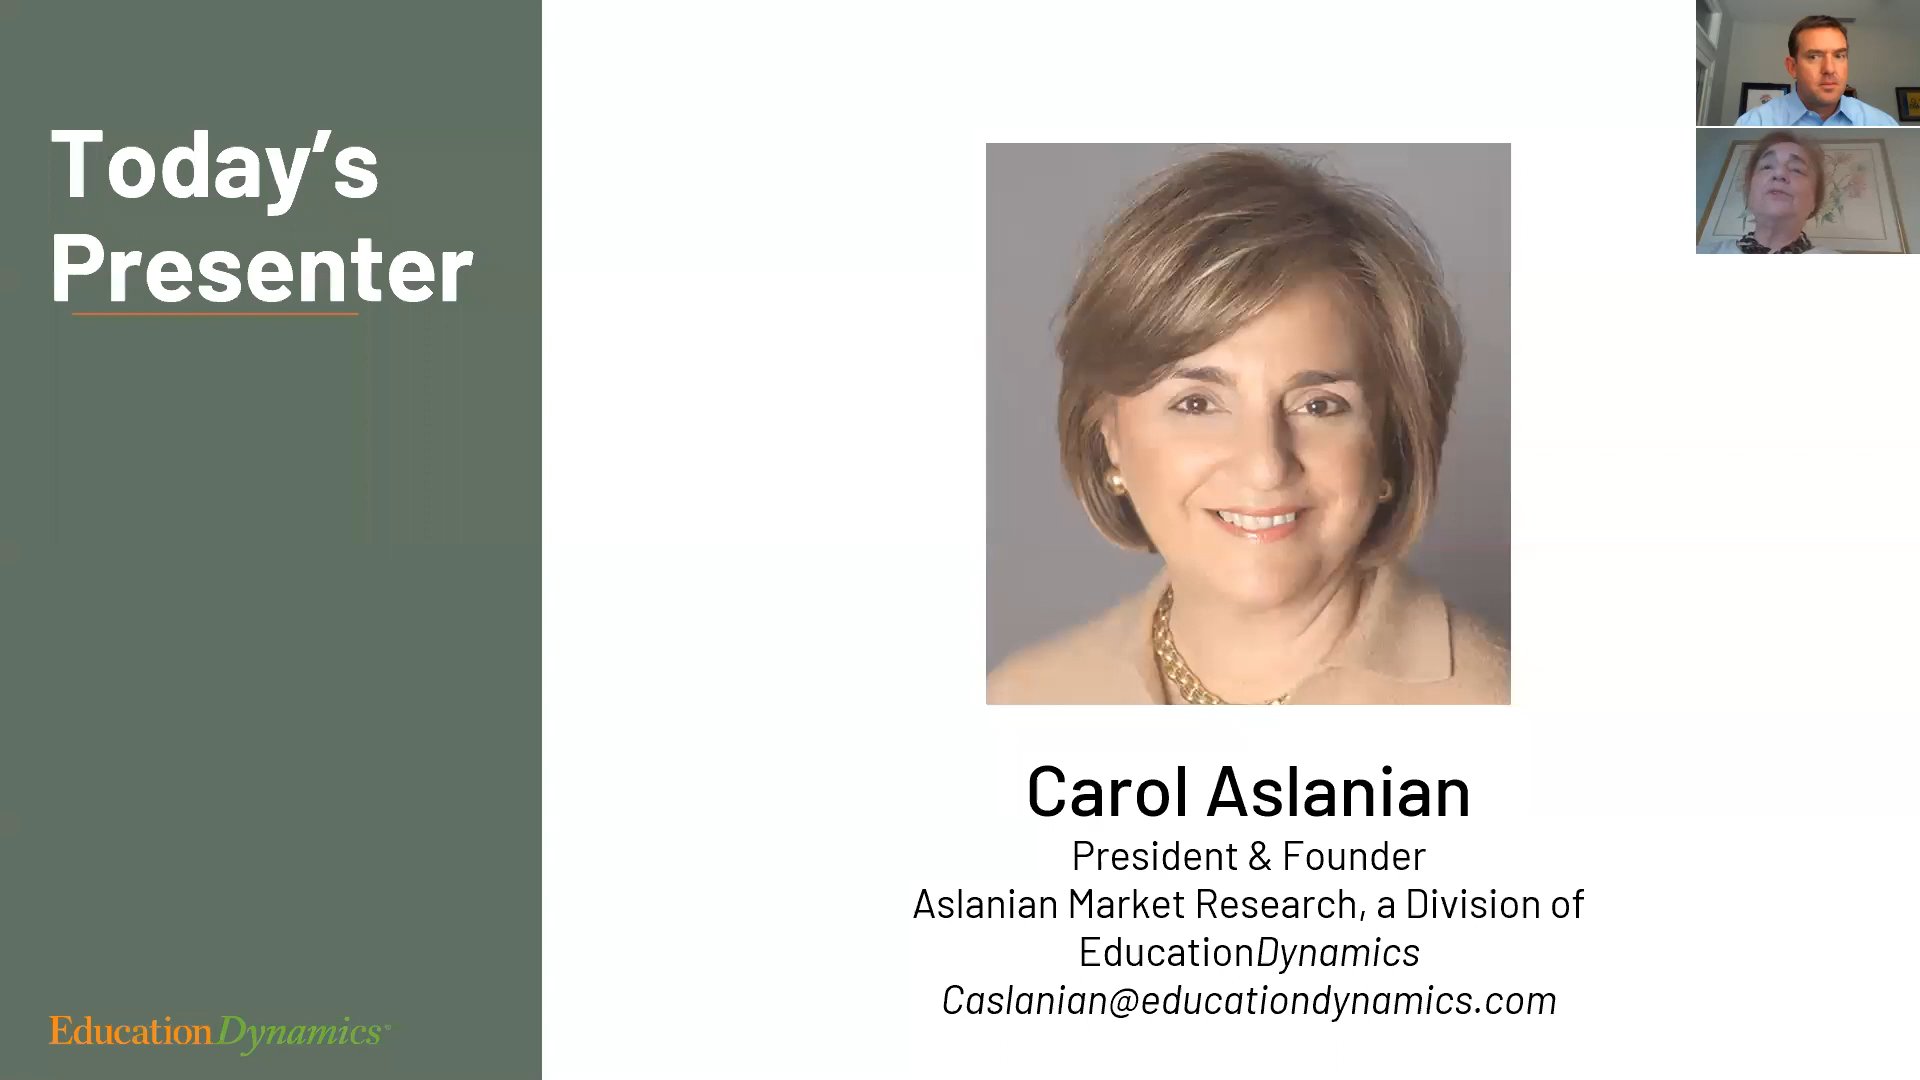 Today’s
Presenter
Carol Aslanian
President & Founder
Aslanian Market Research, a Division of
EducationDynamics
Caslanian@educationdynamics.com
EducationDynamics